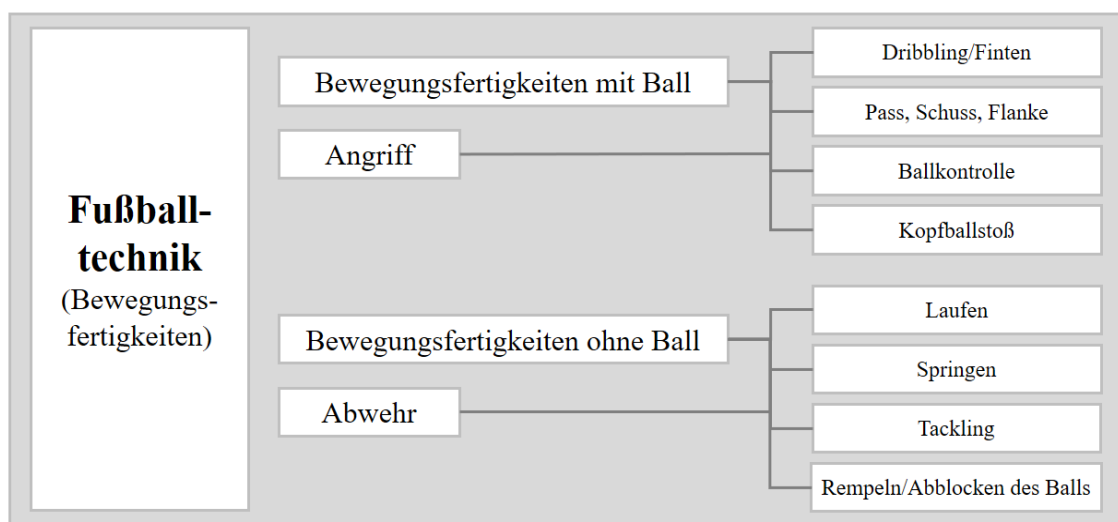 Fußball-
technik
(Bewegungs-
fertigkeiten)
Bewegungsfertigkeiten mit Ball
Angriff
Dribbling/Finten
Pass, Schuss, Flanke
Ballkontrolle
Kopfballstoß
Bewegungsfertigkeiten ohne Ball
Abwehr
Laufen
Springen
Tackling
Rempeln/Abblocken des Balls